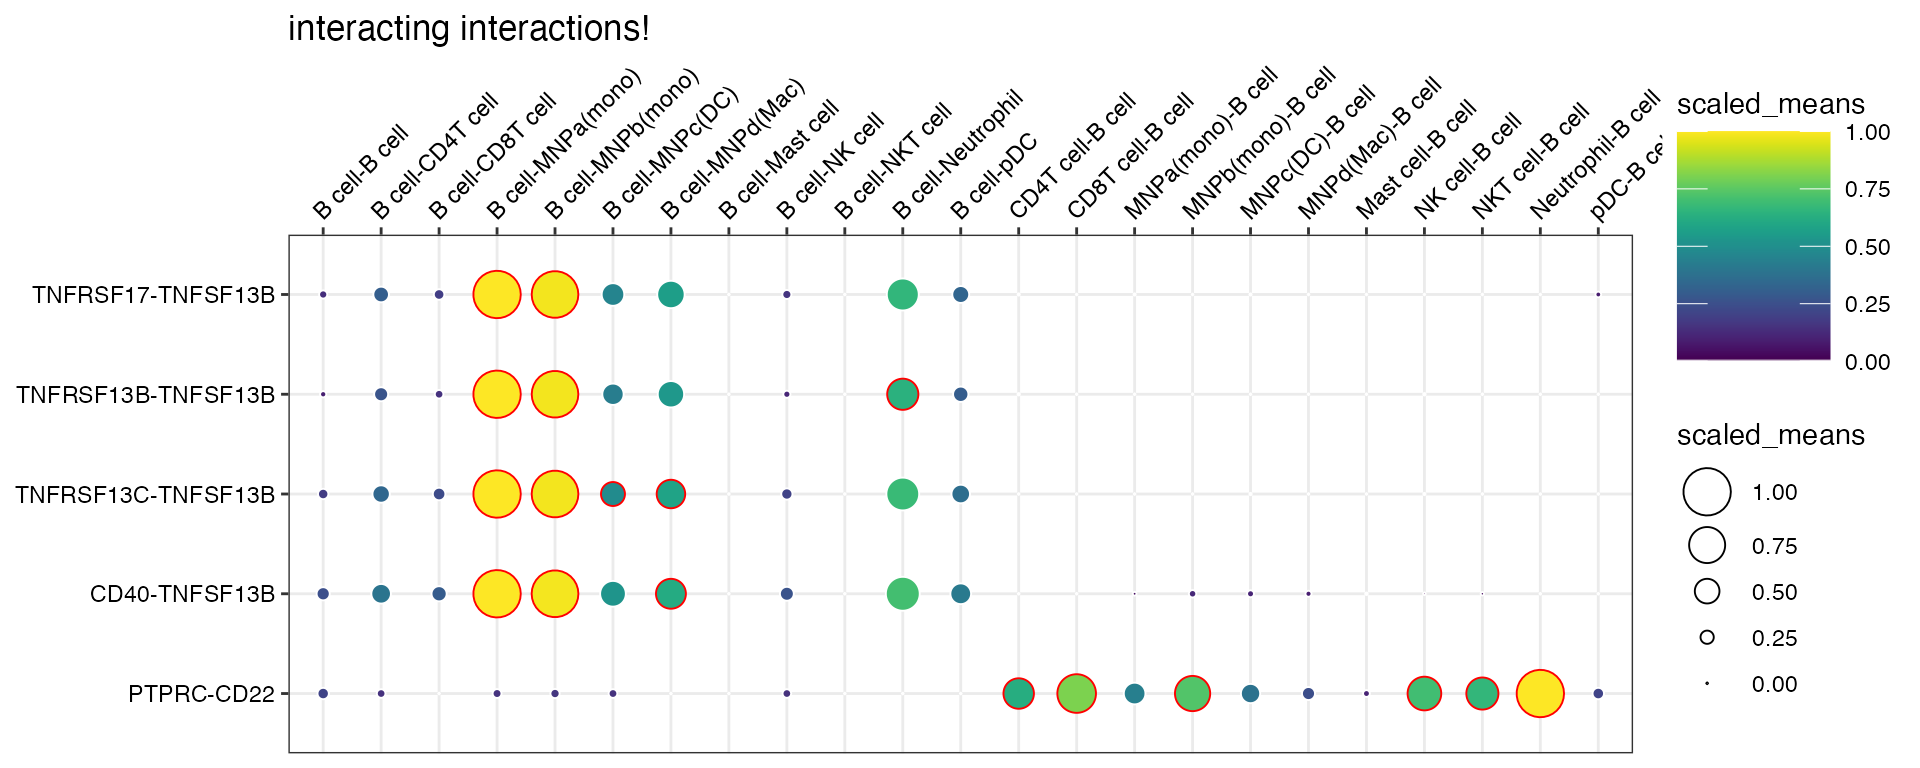 interacting interactions!
B cell-B cell
B cell-CD4T cell
B cell-CD8T cell
B cell-MNPa(mono)
B cell-MNPb(mono)
B cell-MNPc(DC)
B cell-MNPd(Mac)
B cell-Mast cell
B cell-NK cell
B cell-NKT cell
B cell-Neutrophil
B cell-pDC
CD4T cell-B cell
CD8T cell-B cell
MNPa(mono)-B cell
MNPb(mono)-B cell
MNPc(DC)-B cell
MNPd(Mac)-B cell
Mast cell-B cell
NK cell-B cell
NKT cell-B cell
Neutrophil-B cell
pDC-B ce
TNFRSF17-TNFSF13B
TNFRSF13B-TNFSF13B
TNFRSF13C-TNFSF13B
CD40-TNFSF13B
PTPRC-CD22
scaled_means
1.00
0.75
0.50
0.25
0.00
scaled_means
1.00
0.75
0.50
0.25
0.00